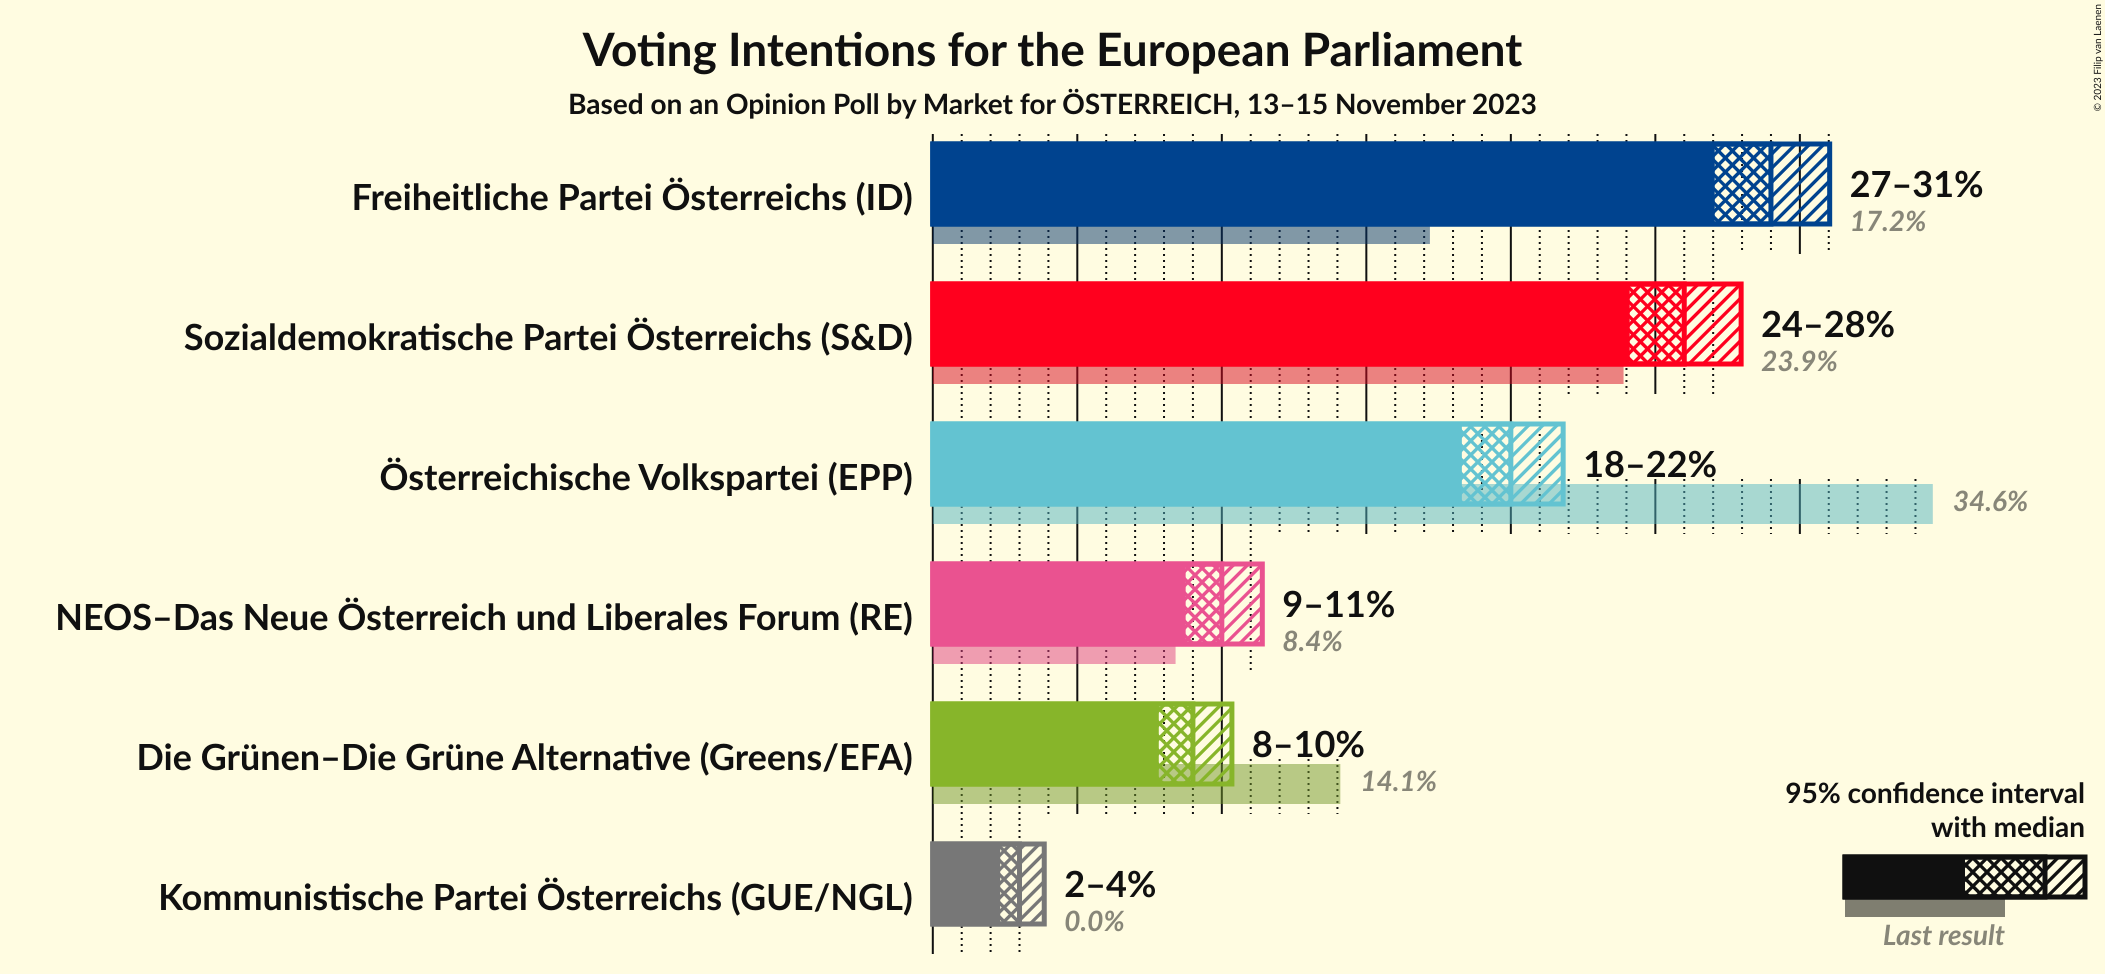 Voting Intentions for the European Parliament
Based on an Opinion Poll by Market for ÖSTERREICH, 13–15 November 2023
© 2023 Filip van Laenen
Freiheitliche Partei Österreichs (ID)
27–31%
17.2%
Sozialdemokratische Partei Österreichs (S&D)
24–28%
23.9%
Österreichische Volkspartei (EPP)
18–22%
34.6%
NEOS–Das Neue Österreich und Liberales Forum (RE)
9–11%
8.4%
Die Grünen–Die Grüne Alternative (Greens/EFA)
8–10%
14.1%
Kommunistische Partei Österreichs (GUE/NGL)
2–4%
0.0%
95% confidence interval
with median
Last result